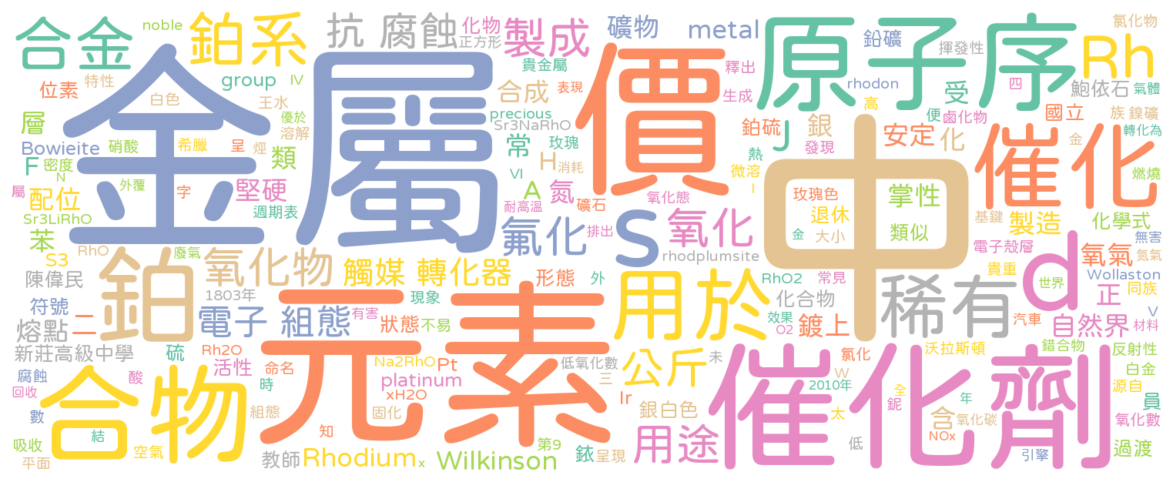 noble
合金
鉑系
抗 腐蝕
化物
正方形
製成
礦物
metal
原子序
鉛礦
揮發性
氯化物
Rh
位素
特性
白色
group
IV
王水
貴金屬
合成
表現
釋出
生成
rhodon
高
受
四
鮑依石
氣體
層
優於
溶解
金屬
precious
Sr3NaRhO
價
鉑硫
J
銀
發現
安定
便
鹵化物
化
國立
族
鎳礦
金
轉化為
Bowieite
硝酸
希臘
呈
烴
類
常
玫瑰
VI
H
消耗
熱
微溶
I
中
催化
燃燒
F
密度
N
外覆
字
堅硬
耐高溫
A
氮
礦石
氧化態
玫瑰色
掌性
退休
金
大小
類似
基鍵
製造
化學式
屬
配位
週期表
Sr3LiRhO
苯
RhO
廢氣
氟化
排出
S
氧化
rhodplumsite
電子殼層
氧氣
無害
氮氣
S3
鉑
氧化物
觸媒 轉化器
形態
外
用於
RhO2
常見
稀有
貴重
d
世界
正
Wollaston
同族
陳偉民
1803年
現象
化合物
符號
二
電子 組態
有害
狀態
不易
效果
O2
鍍上
汽車
自然界
V
材料
熔點
新莊高級中學
硫
Rh2O
活性
命名
元素
Na2RhO
Pt
低氧化數
公斤
未
氯化
沃拉斯頓
錯合物
反射性
腐蝕
合物
酸
時
platinum
xH2O
三
W
2010年
全
白金
回收
組態
固化
Ir
銀白色
催化劑
太
鈮
年
含
源自
員
數
知
氧化碳
氧化數
吸收
結
空氣
第9
用途
低
NOx
過渡
平面
教師
Rhodium
x
Wilkinson
銥
呈現
引擎